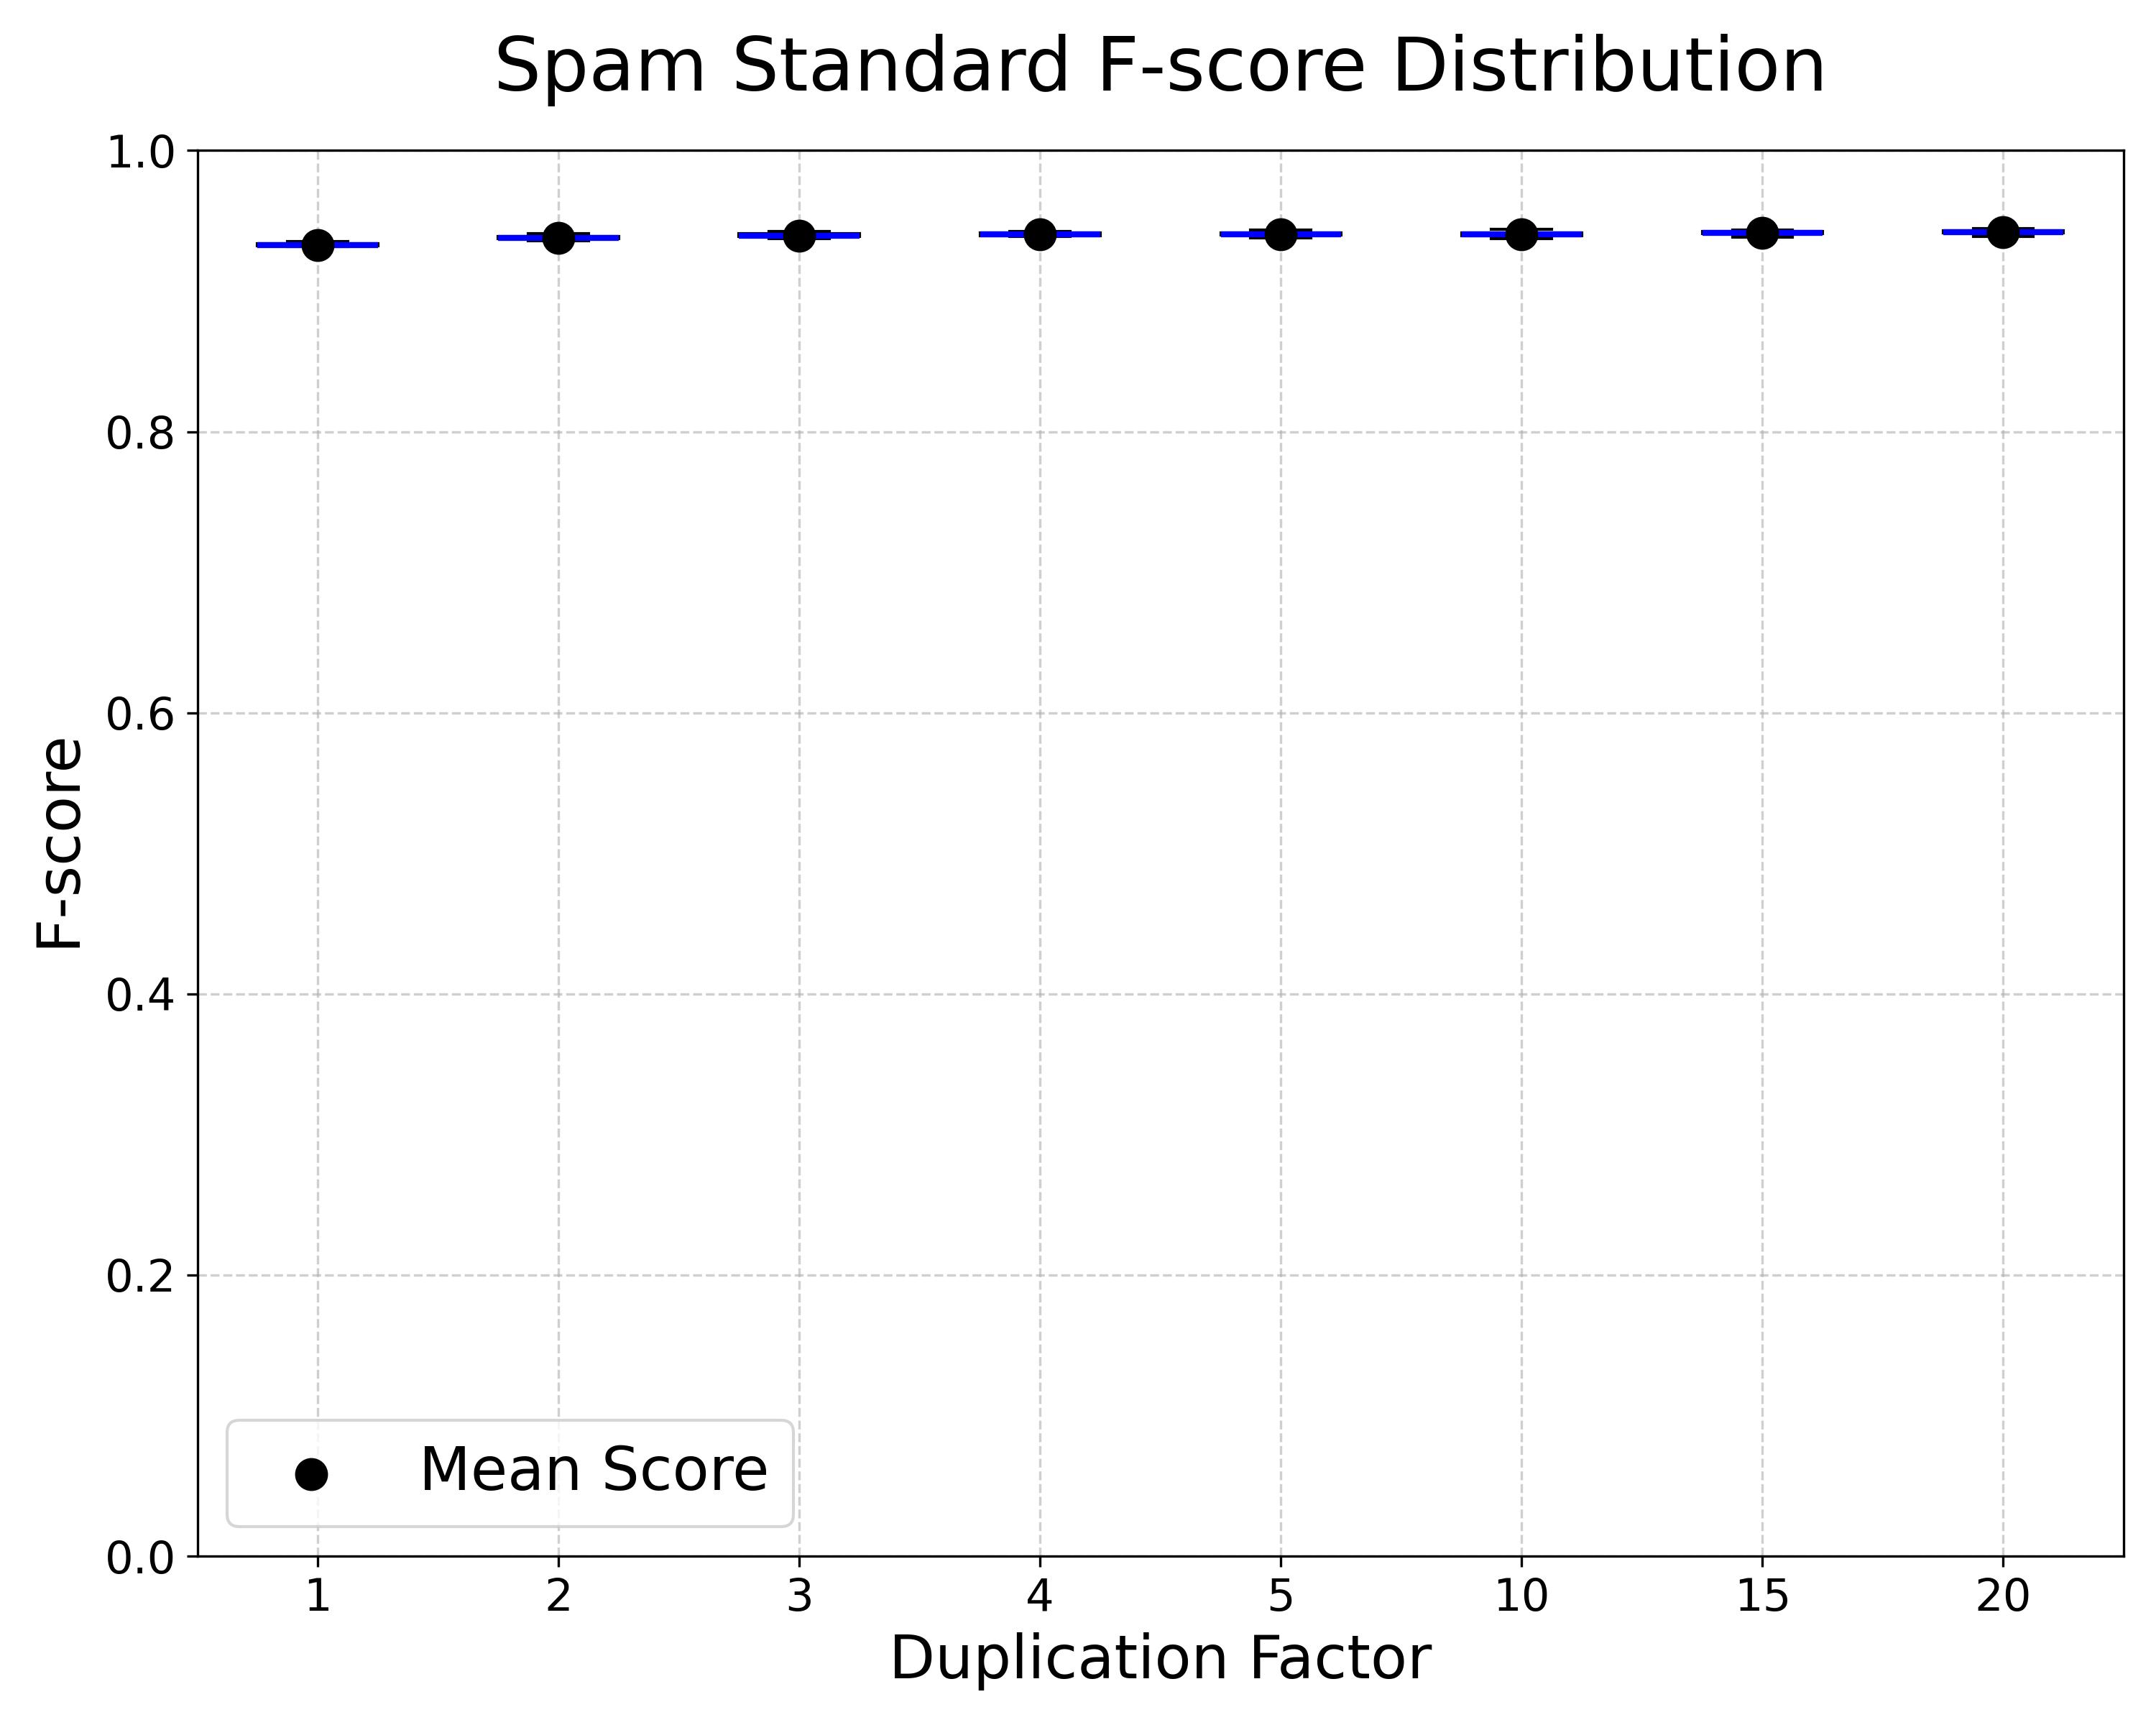 Spam Standard F-score Distribution
1.0
0.8
0.6
0.4
0.2
0.0
F-score
Mean Score
1 2 3 4 5 10 15 20
Duplication Factor